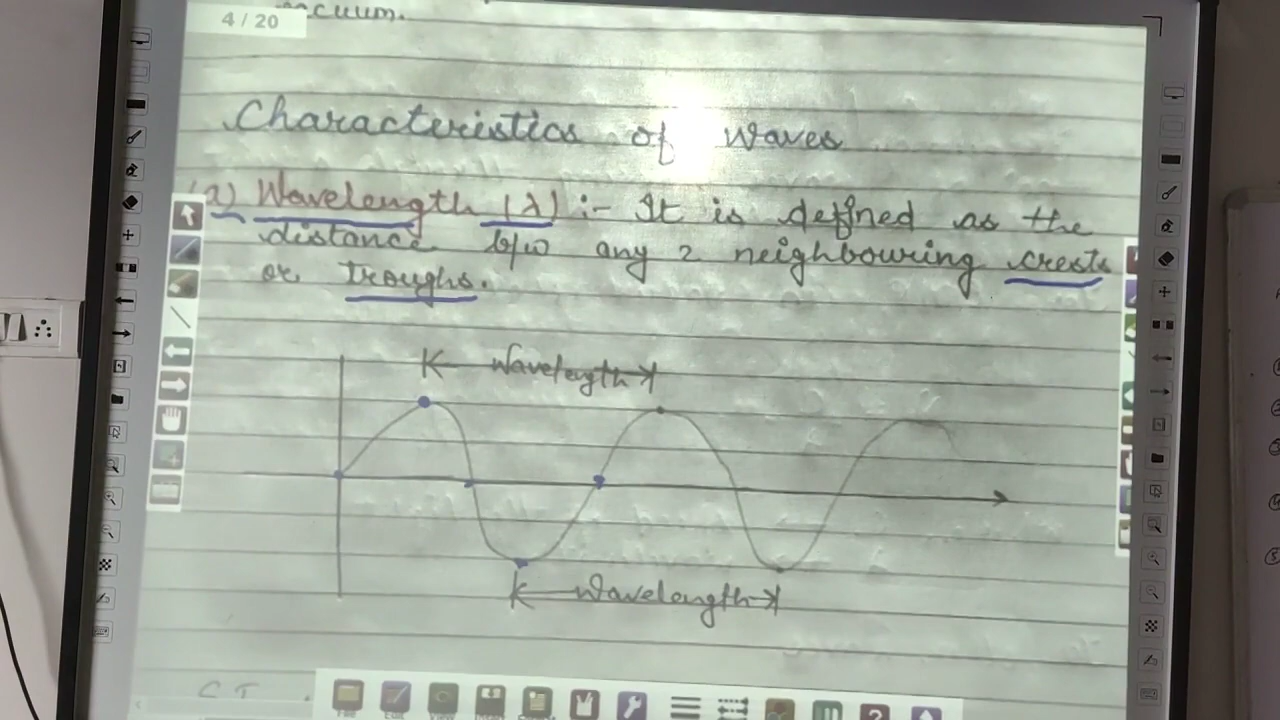 4 / 20
vacuum.
Characteristics of Waves
(a) Wavelength (λ) :- It is defined as the
distance b/w any 2 neighbouring crests
or troughs.
Wavelength
Wavelength